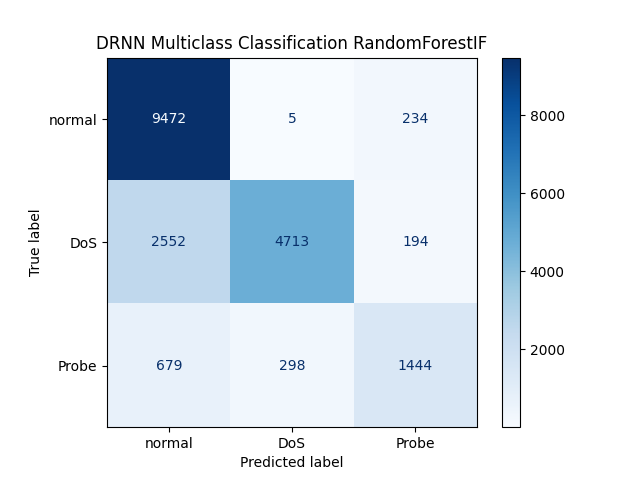 DRNN Multiclass Classification RandomForestIF
normal 9472 5 234
DoS 2552 4713 194
Probe 679 298 1444
normal DoS Probe
Predicted label
True label
8000
6000
4000
2000